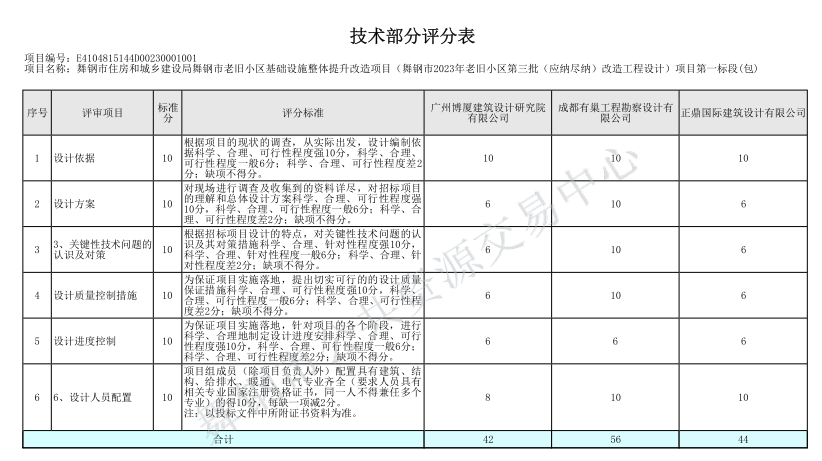 技术部分评分表
项目编号：E4104815144D00230001001
项目名称：舞钢市住房和城乡建设局舞钢市老旧小区基础设施整体提升改造项目（舞钢市2023年老旧小区第三批（应纳尽纳）改造工程设计）项目第一标段(包)
序号 评审项目 标准分 评分标准 广州博厦建筑设计研究院有限公司 成都有巢工程勘察设计有限公司 正鼎国际建筑设计有限公司
1 设计依据 10
根据项目的现状的调查，从实际出发，设计编制依
据科学、合理、可行性程度强10分，科学、合理、
可行性程度一般6分；科学、合理、可行性程度差2
分；缺项不得分。
10 10 10
2 设计方案 10
对现场进行调查及收集到的资料详尽，对招标项目
的理解和总体设计方案科学、合理、可行性程度强
10分，科学、合理、可行性程度一般6分；科学、合
理、可行性程度差2分；缺项不得分。
6 10 6
3 3、关键性技术问题的认识及对策 10
根据招标项目设计的特点，对关键性技术问题的认
识及其对策措施科学、合理、针对性程度强10分，
科学、合理、针对性程度一般6分；科学、合理、针
对性程度差2分；缺项不得分。
6 10 6
4 设计质量控制措施 10
为保证项目实施落地，提出切实可行的的设计质量
保证措施科学、合理、可行性程度强10分，科学、
合理、可行性程度一般6分；科学、合理、可行性程
度差2分；缺项不得分。
6 10 6
5 设计进度控制 10
为保证项目实施落地，针对项目的各个阶段，进行
科学、合理地制定设计进度安排科学、合理、可行
性程度强10分，科学、合理、可行性程度一般6分；
科学、合理、可行性程度差2分；缺项不得分。
6 6 6
6 6、设计人员配置 10
项目组成员（除项目负责人外）配置具有建筑、结
构、给排水、暖通、电气专业齐全（要求人员具有
相关专业国家注册资格证书，同一人不得兼任多个
专业）的得10分，每缺一项减2分。
注：以投标文件中所附证书资料为准。
8 10 10
合计 42 56 44